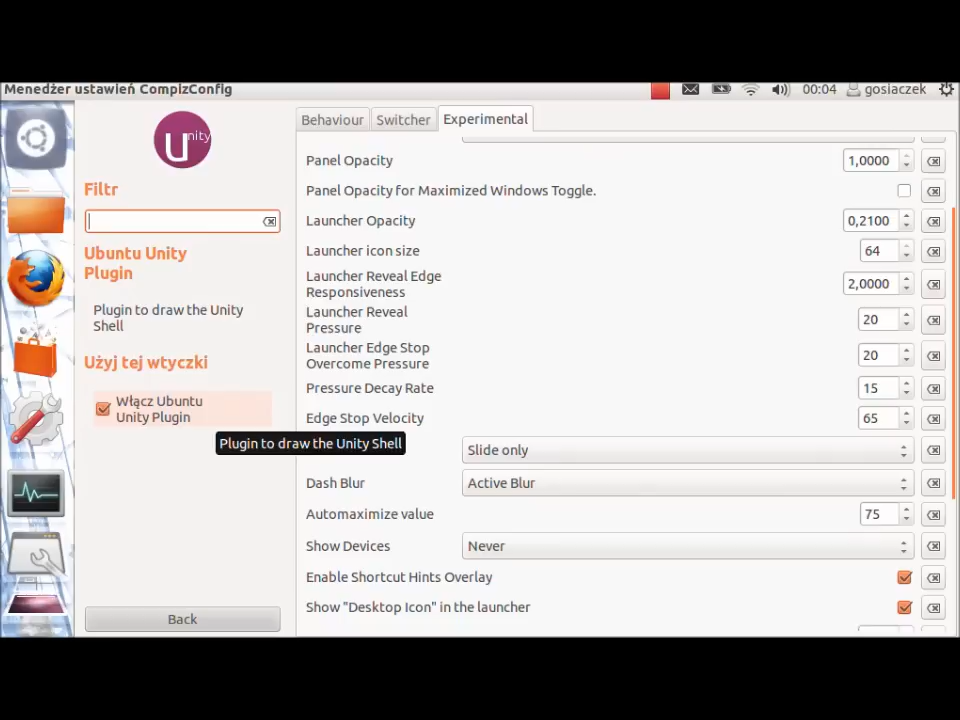 Menedżer ustawień CompizConfig
00:04
gosiaczek
Unity
Filtr
Ubuntu Unity
Plugin
Plugin to draw the Unity
Shell
Użyj tej wtyczki
Włącz Ubuntu
Unity Plugin
Plugin to draw the Unity Shell
Back
Behaviour
Switcher
Experimental
Panel Opacity
1,0000
Panel Opacity for Maximized Windows Toggle.
Launcher Opacity
0,2100
Launcher icon size
64
Launcher Reveal Edge
Responsiveness
2,0000
Launcher Reveal
Pressure
20
Launcher Edge Stop
Overcome Pressure
20
Pressure Decay Rate
15
Edge Stop Velocity
65
Slide only
Dash Blur
Active Blur
Automaximize value
75
Show Devices
Never
Enable Shortcut Hints Overlay
Show "Desktop Icon" in the launcher